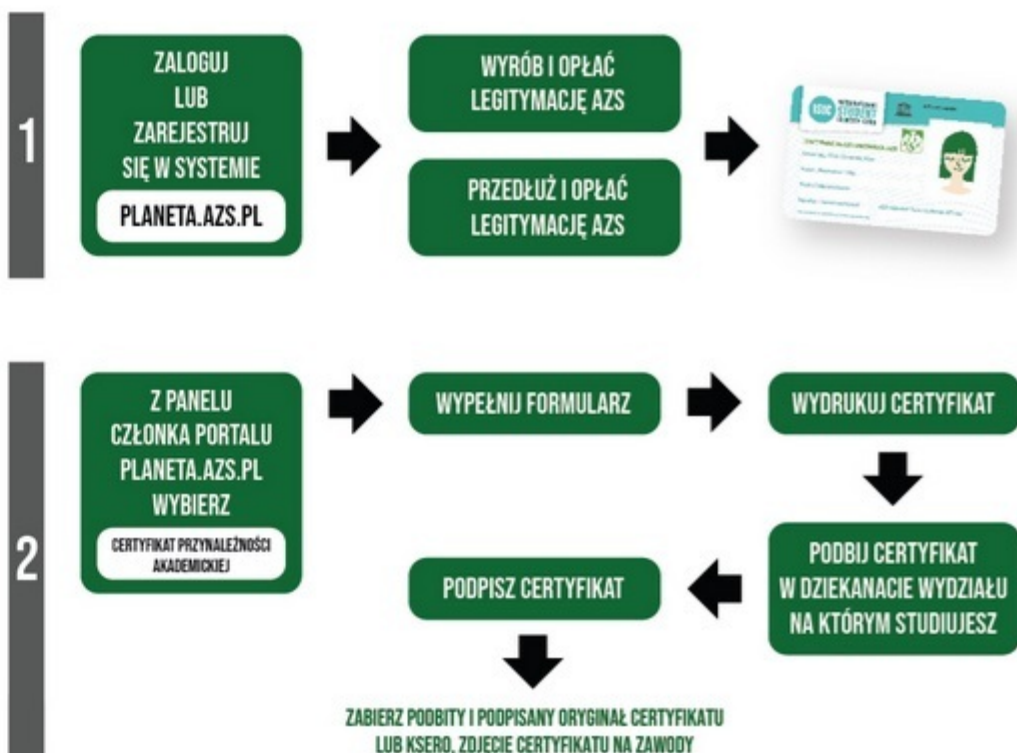 1
ZALOGUJ
LUB
ZAREJESTRUJ
SIĘ W SYSTEMIE
PLANETA.AZS.PL
WYRÓB I OPŁAĆ
LEGITYMACJĘ AZS
PRZEDŁUŻ I OPŁAĆ
LEGITYMACJĘ AZS
ISIC
STUDENT
2
Z PANELU
CZŁONKA PORTALU
PLANETA.AZS.PL
WYBIERZ
CERTYFIKAT PRZYNALEŻNOŚCI
AKADEMICKIEJ
WYPEŁNIJ FORMULARZ
WYDRUKUJ CERTYFIKAT
PODBIJ CERTYFIKAT
W DZIEKANACIE WYDZIAŁU
NA KTÓRYM STUDIUJESZ
PODPISZ CERTYFIKAT
ZABIERZ PODBITY I PODPISANY ORYGINAŁ CERTYFIKATU
LUB KSERO, ZDJĘCIE CERTYFIKATU NA ZAWODY